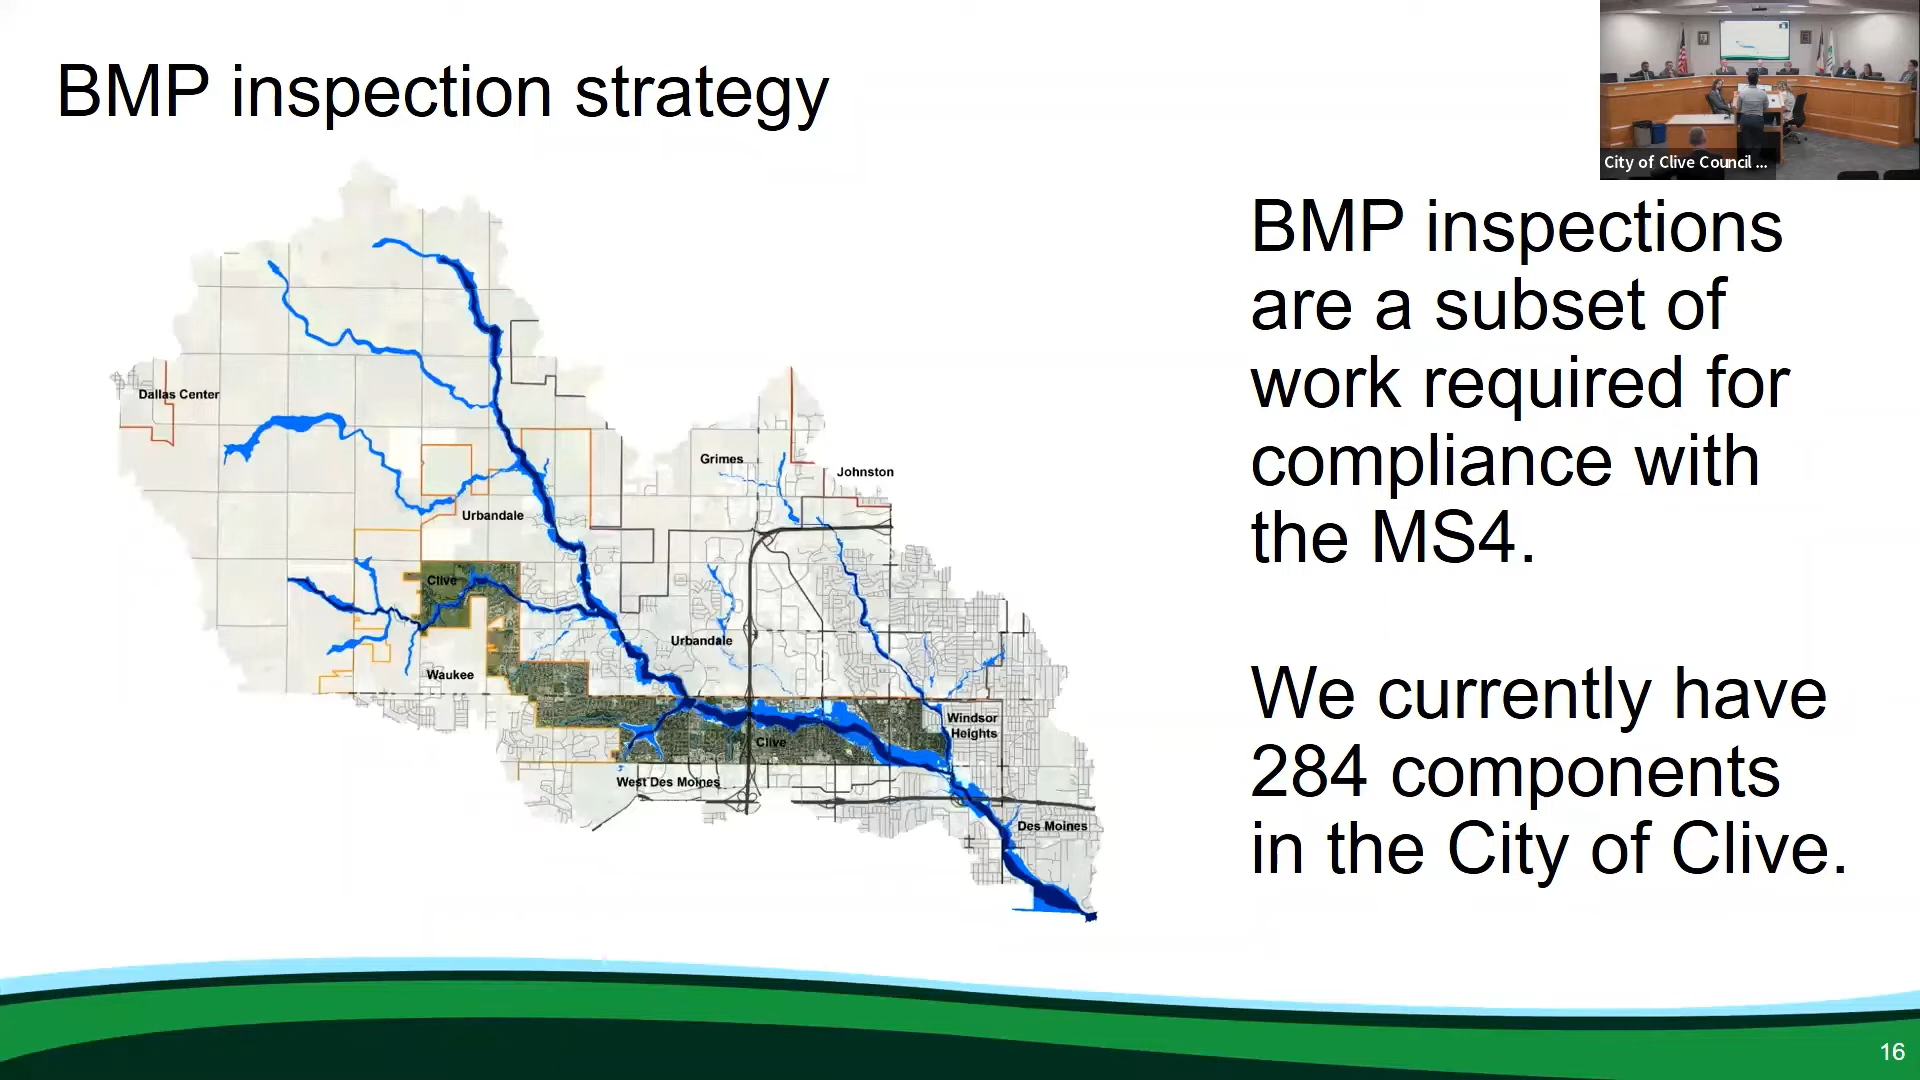 BMP inspection strategy
City of Clive Council ...
BMP inspections
are a subset of
work required for
compliance with
the MS4.
We currently have
284 components
in the City of Clive.
Dallas Center
Grimes
Johnston
Urbandale
Clive
Urbandale
Waukee
Windsor
Heights
Clive
West Des Moines
Des Moines
16